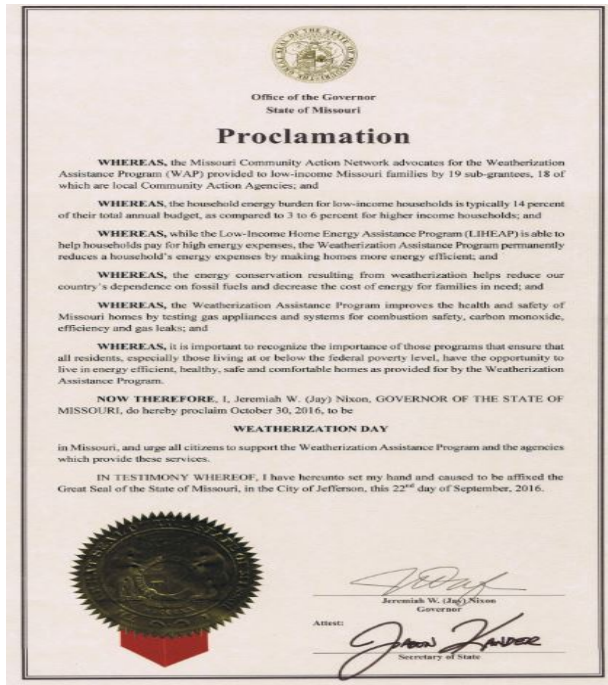 Office of the Governor
State of Missouri
Proclamation
WHEREAS, the Missouri Community Action Network advocates for the Weatherization
Assistance Program (WAP) provided to low-income Missouri families by 19 sub-grantees, 18 of
which are local Community Action Agencies; and
WHEREAS, the household energy burden for low-income households is typically 14 percent
of their total annual budget, as compared to 3 to 6 percent for higher income households; and
WHEREAS, while the Low-Income Home Energy Assistance Program (LIHEAP) is able to
help households pay for high energy expenses, the Weatherization Assistance Program permanently
reduces a household's energy expenses by making homes more energy efficient; and
WHEREAS, the energy conservation resulting from weatherization helps reduce our
country's dependence on fossil fuels and decrease the cost of energy for families in need; and
WHEREAS, the Weatherization Assistance Program improves the health and safety of
Missouri homes by testing gas appliances and systems for combustion safety, carbon monoxide,
efficiency and gas leaks; and
WHEREAS, it is important to recognize the importance of those programs that ensure that
all residents, especially those living at or below the federal poverty level, have the opportunity to
live in energy efficient, healthy, safe and comfortable homes as provided for by the Weatherization
Assistance Program.
NOW THEREFORE, I, Jeremiah W. (Jay) Nixon, GOVERNOR OF THE STATE OF
MISSOURI, do hereby proclaim October 30, 2016, to be
WEATHERIZATION DAY
in Missouri, and urge all citizens to support the Weatherization Assistance Program and the agencies
which provide these services.
IN TESTIMONY WHEREOF, I have hereunto set my hand and caused to be affixed the
Great Seal of the State of Missouri, in the City of Jefferson, this 22nd day of September, 2016.
Jeremiah W. (Jay) Nixon
Governor
Attest:
Jason Kander
Secretary of State